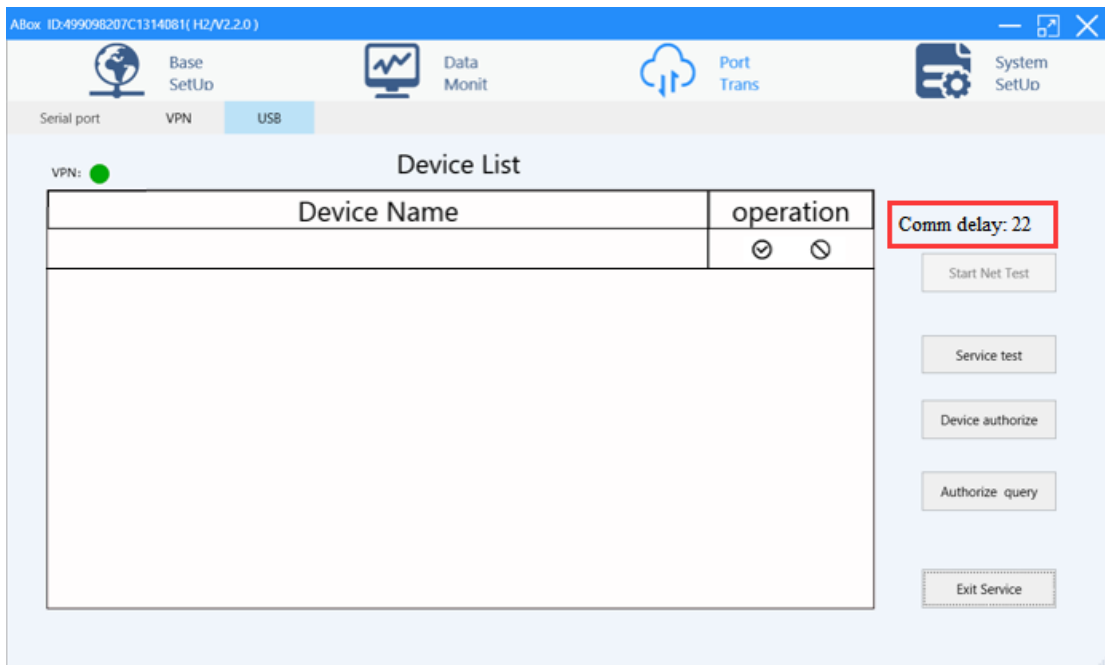 ABox ID:499098207C1314081( H2/V2.2.0 )
Base
SetUp
Data
Monit
Port
Trans
System
SetUp
Serial port
VPN
USB
VPN:
Device List
Device Name
operation
Comm delay: 22
Start Net Test
Service test
Device authorize
Authorize query
Exit Service